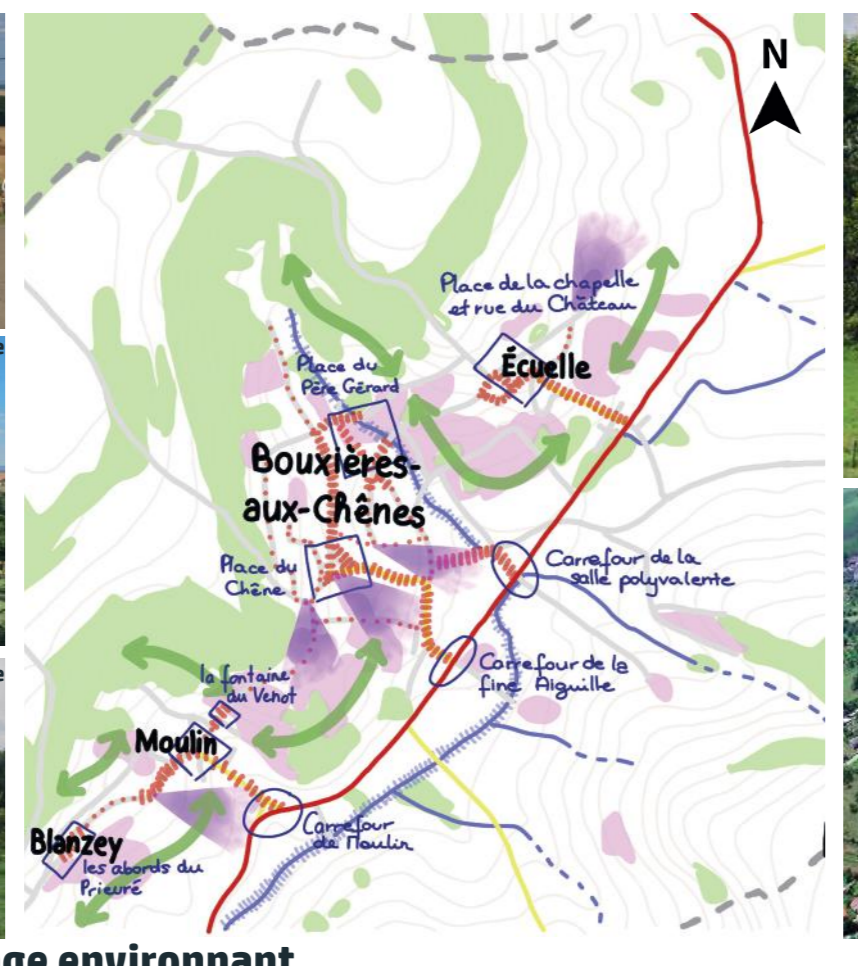 N
Place de la chapelle
et rue du Château
Écuelle
Place du
Père Gérard
Bouxières-
aux-Chênes
Place du
Chêne
Carrefour de la
salle polyvalente
Carrefour de la
fine Aiguille
la fontaine
du Venot
Moulin
Blanzey
les abords du
Prieuré
Carrefour
de Moulin
ge environnant